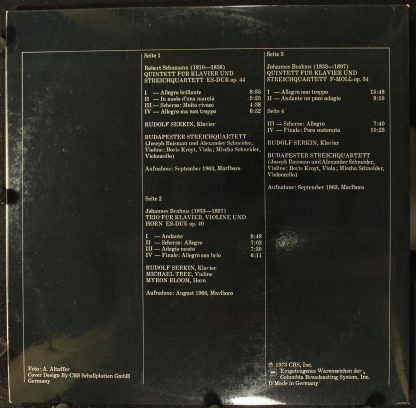 Seite 1
Robert Schumann (1810—1856)
QUINTETT FÜR KLAVIER UND
STREICHQUARTETT ES-DUR op. 44
I — Allegro brillante 8:35
II — In modo d'una marcia 9:23
III — Scherzo: Molto vivace 4:38
IV — Allegro ma non troppo 6:52
RUDOLF SERKIN, Klavier
BUDAPESTER STREICHQUARTETT
(Joseph Roisman und Alexander Schneider,
Violine; Boris Kroyt, Viola; Mischa Schneider,
Violoncello)
Aufnahme: September 1963, Marlboro
Seite 2
Johannes Brahms (1833—1897)
TRIO FÜR KLAVIER, VIOLINE UND
HORN ES-DUR op. 40
I — Andante 8:48
II — Scherzo: Allegro 7:02
III — Adagio mesto 7:50
IV — Finale: Allegro con brio 6:11
RUDOLF SERKIN, Klavier
MICHAEL TREE, Violine
MYRON BLOOM, Horn
Aufnahme: August 1960, Marlboro
Seite 3
Johannes Brahms (1833—1897)
QUINTETT FÜR KLAVIER UND
STREICHQUARTETT F-MOLL op. 34
I — Allegro non troppo 15:48
II — Andante un poco adagio 9:10
Seite 4
III — Scherzo: Allegro 7:40
IV — Finale: Poco sostenuto 10:23
RUDOLF SERKIN, Klavier
BUDAPESTER STREICHQUARTETT
(Joseph Roisman und Alexander Schneider,
Violine; Boris Kroyt, Viola; Mischa Schneider,
Violoncello)
Aufnahme: September 1963, Marlboro
Foto: A. Altaffer
Cover Design By CBS Schallplatten GmbH
Germany
℗ 1973 CBS, Inc.
Eingetragenes Warenzeichen der
Columbia Broadcasting System, Inc.
D Made in Germany